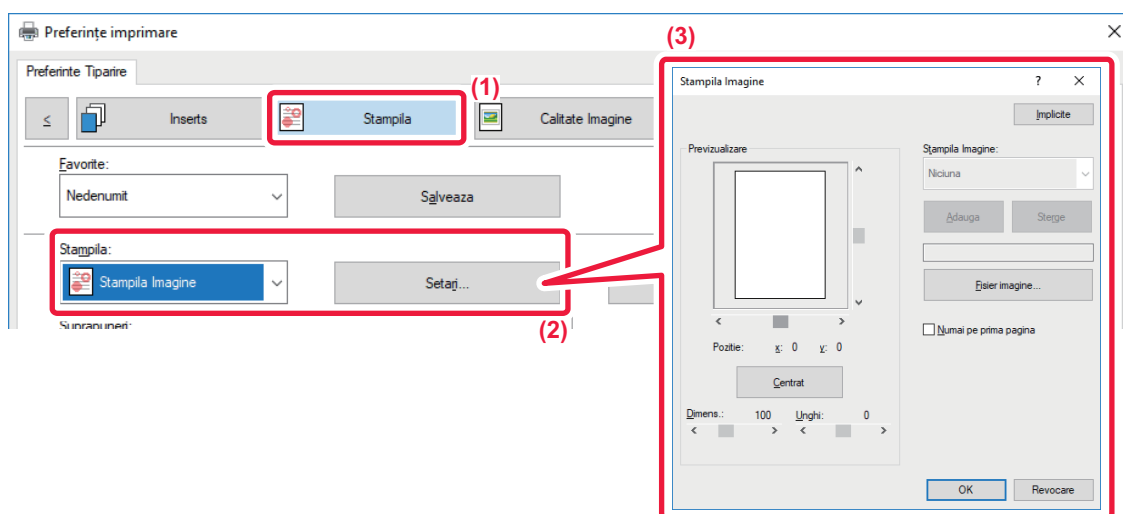 Preferințe imprimare
Preferinte Tiparire
(1)
<
Inserts
Stampila
Calitate Imagine
Favorite:
Nedenumit
Salveaza
Stampila:
Stampila Imagine
Setari...
(2)
Suprapuneri:
(3)
Stampila Imagine
?
Implicite
Previzualizare
Stampila Imagine:
Niciuna
Adauga
Sterge
Fisier imagine...
Numai pe prima pagina
Pozitie: x: 0 y: 0
Centrat
Dimens.: 100 Unghi: 0
OK
Revocare